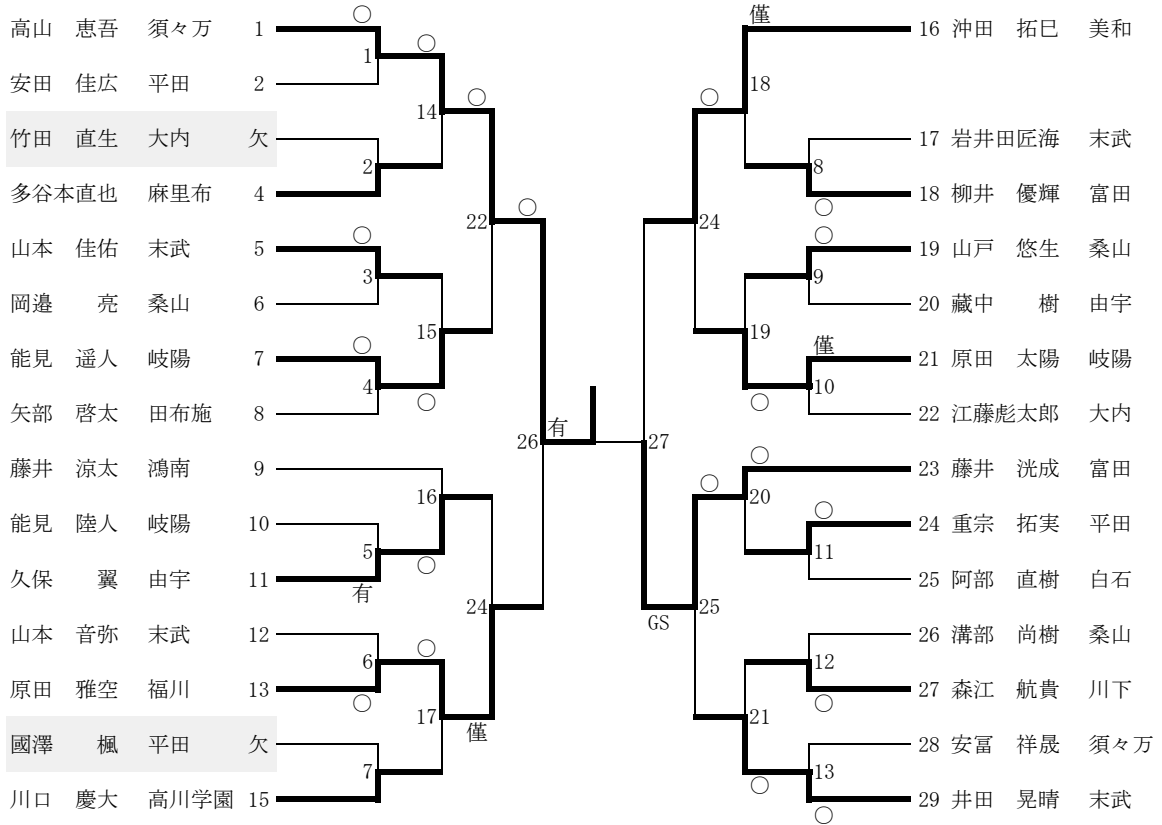 ○ 僅
高山 恵吾 須々万 1 16 沖田 拓巳 美和
○
1
安田 佳広 平田 2 18
○ ○
14
竹田 直生 大内 欠 17 岩井田匠海 末武
2 8
多谷本直也 麻里布 4 18 柳井 優輝 富田
○ ○
22 24
山本 佳佑 末武 5 19 山戸 悠生 桑山
○ ○
3 9
岡邉 亮 桑山 6 20 藏中 樹 由宇
15 19
○ 僅
能見 遥人 岐陽 7 21 原田 太陽 岐陽
4 10
○ ○
矢部 啓太 田布施 8 22 江藤彪太郎 大内
26 有 27
藤井 涼太 鴻南 9 23 藤井 洸成 富田
○
16 ○ 20
能見 陸人 岐陽 10 24 重宗 拓実 平田
○
5 11
○
久保 翼 由宇 11 25 阿部 直樹 白石
有
24 GS 25
山本 音弥 末武 12 26 溝部 尚樹 桑山
○
6 12
原田 雅空 福川 13 27 森江 航貴 川下
○ ○
17 僅 21
國澤 楓 平田 欠 28 安冨 祥晟 須々万
7 13
○
川口 慶大 高川学園 15 29 井田 晃晴 末武
○